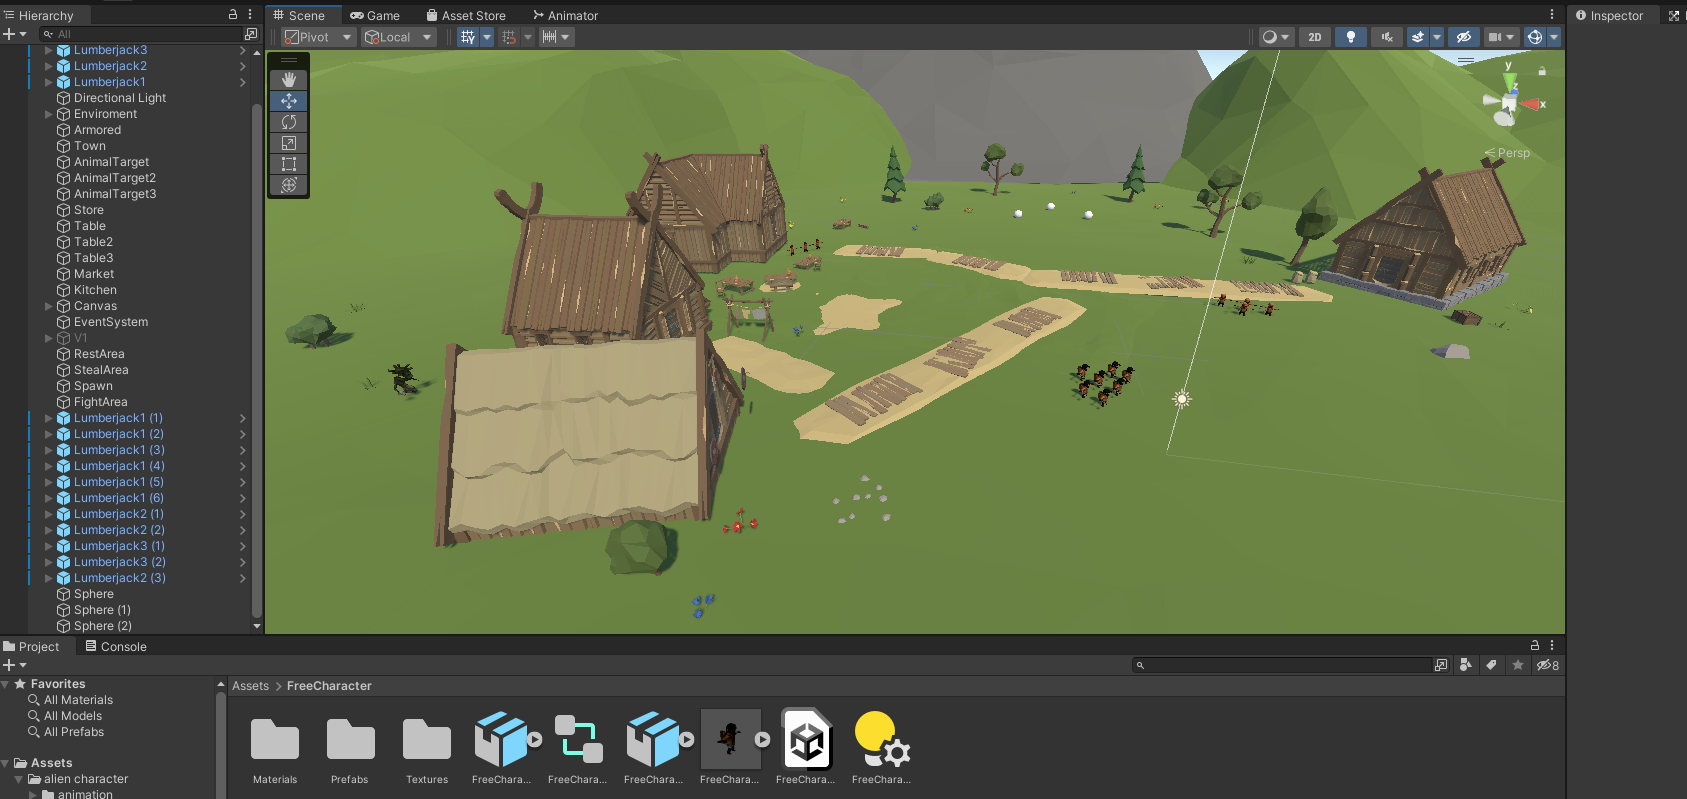 Hierarchy
All
Lumberjack3
Lumberjack2
Lumberjack1
Directional Light
Enviroment
Armored
Town
AnimalTarget
AnimalTarget2
AnimalTarget3
Store
Table
Table2
Table3
Market
Kitchen
Canvas
EventSystem
V1
RestArea
StealArea
Spawn
FightArea
Lumberjack1 (1)
Lumberjack1 (2)
Lumberjack1 (3)
Lumberjack1 (4)
Lumberjack1 (5)
Lumberjack1 (6)
Lumberjack2 (1)
Lumberjack2 (2)
Lumberjack3 (1)
Lumberjack3 (2)
Lumberjack2 (3)
Sphere
Sphere (1)
Sphere (2)
Scene Game Asset Store Animator
Pivot Local 2D
y
z
x
Persp
Inspector
Project Console
8
Favorites
All Materials
All Models
All Prefabs
Assets
alien character
animation
Assets > FreeCharacter
Materials Prefabs Textures FreeChara... FreeChara... FreeChara... FreeChara... FreeChara... FreeChara...